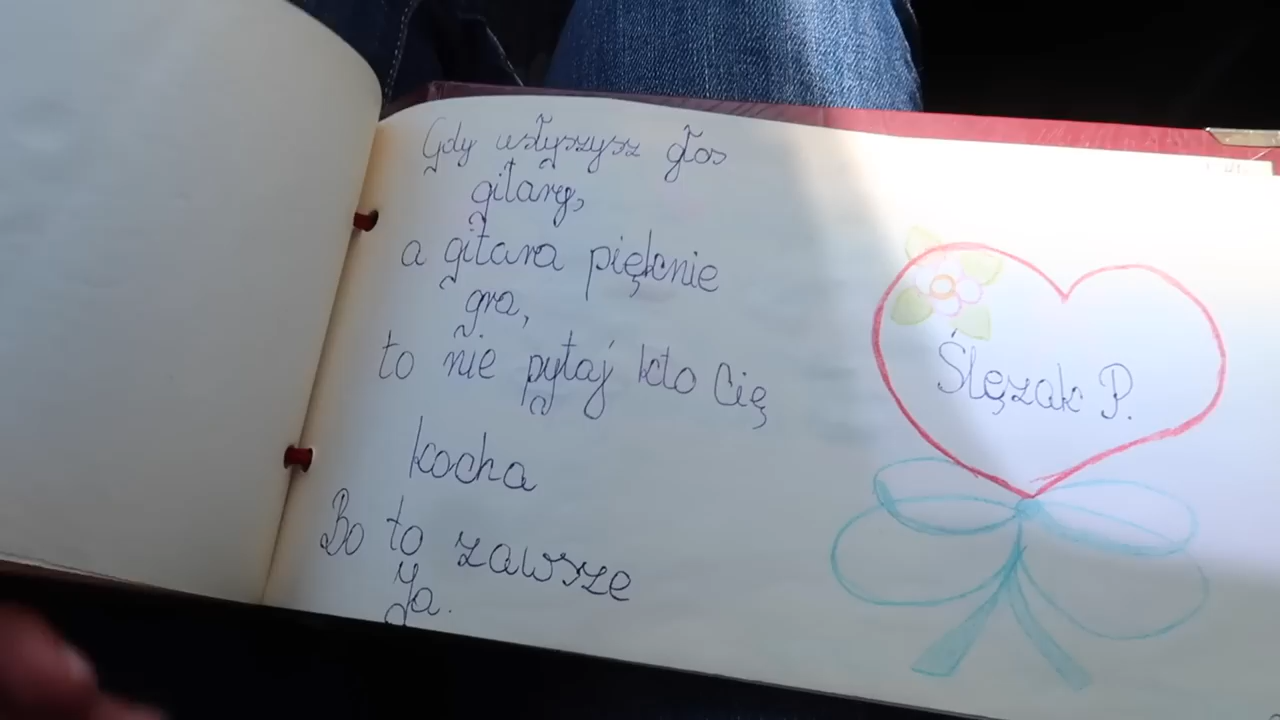 Gdy usłyszysz głos
gitary,
a gitara pięknie
gra,
to nie pytaj kto Cię
kocha
Bo to zawsze
Ja.
Ślęzak P.